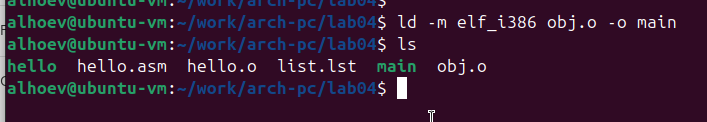 alhoev@ubuntu-vm:~/work/arch-pc/lab04$ ld -m elf_i386 obj.o -o main
alhoev@ubuntu-vm:~/work/arch-pc/lab04$ ls
hello  hello.asm  hello.o  list.lst  main  obj.o
alhoev@ubuntu-vm:~/work/arch-pc/lab04$